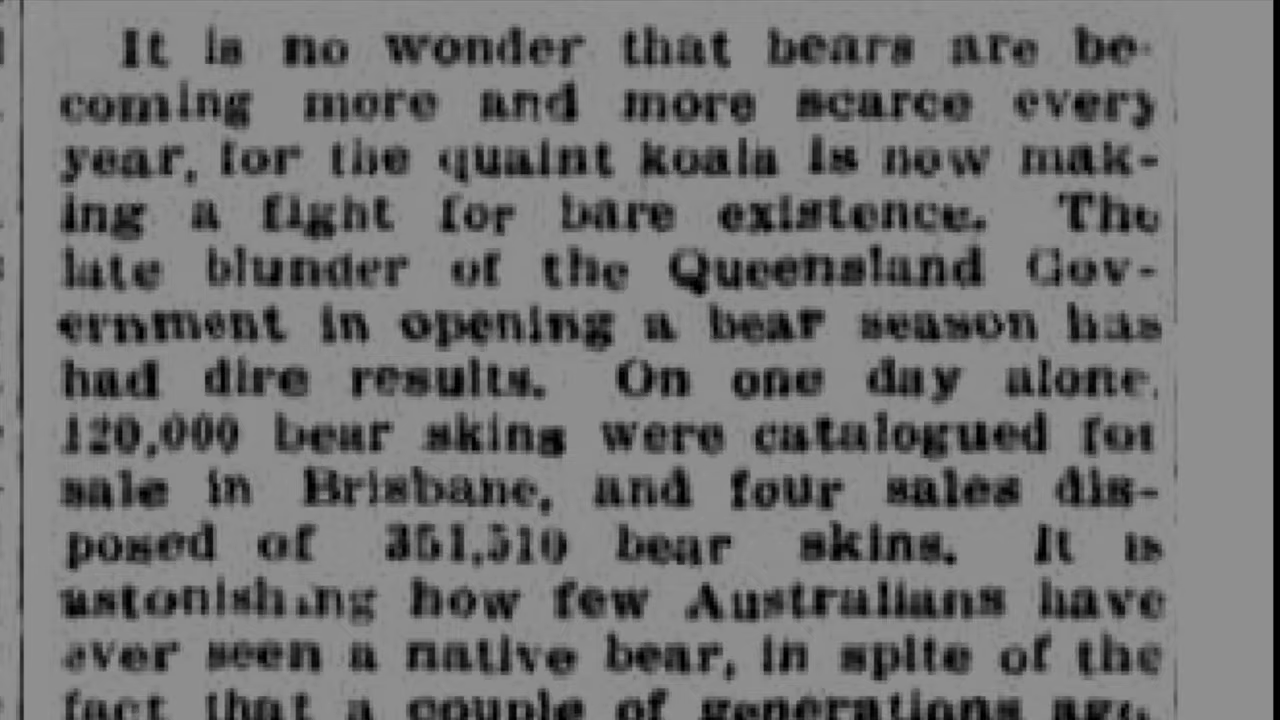 It is no wonder that bears are be-
coming more and more scarce every
year, for the quaint koala is now mak-
ing a fight for bare existence. The
late blunder of the Queensland Gov-
ernment in opening a bear season has
had dire results. On one day alone,
120,000 bear skins were catalogued for
sale in Brisbane, and four sales dis-
posed of bear skins. It is
astonishing how few Australians have
ever seen a native bear, in spite of the
fact that a couple of generations ago